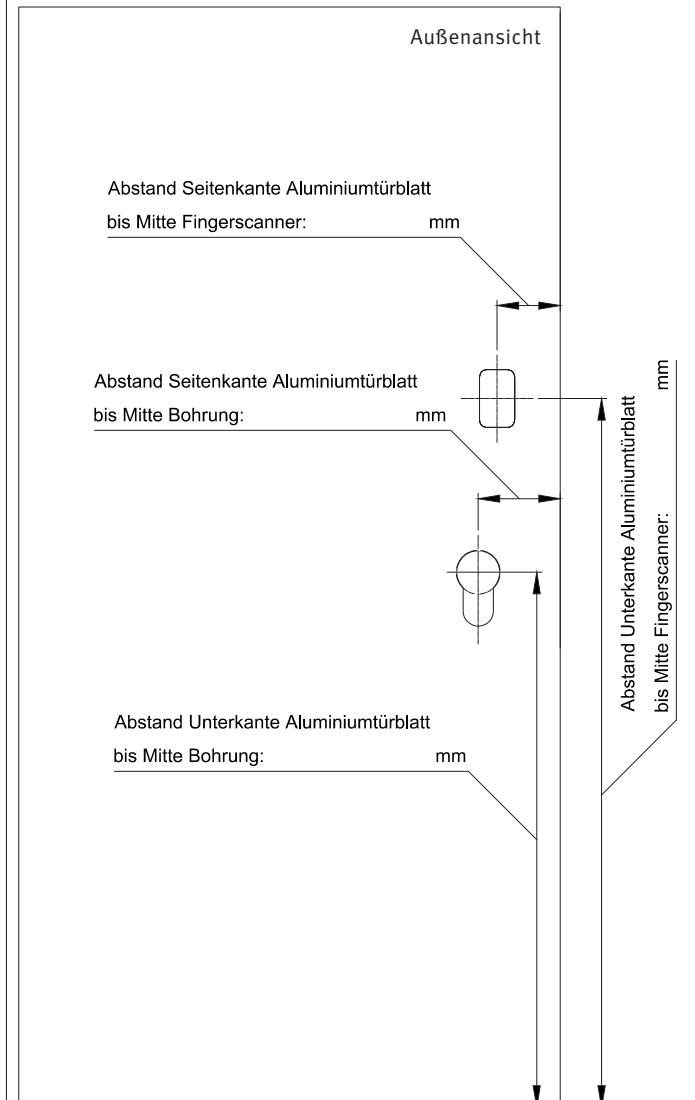 Außenansicht
Abstand Seitenkante Aluminiumtürblatt
bis Mitte Fingerscanner: mm
Abstand Seitenkante Aluminiumtürblatt
bis Mitte Bohrung: mm
Abstand Unterkante Aluminiumtürblatt
bis Mitte Fingerscanner: mm
Abstand Unterkante Aluminiumtürblatt
bis Mitte Bohrung: mm